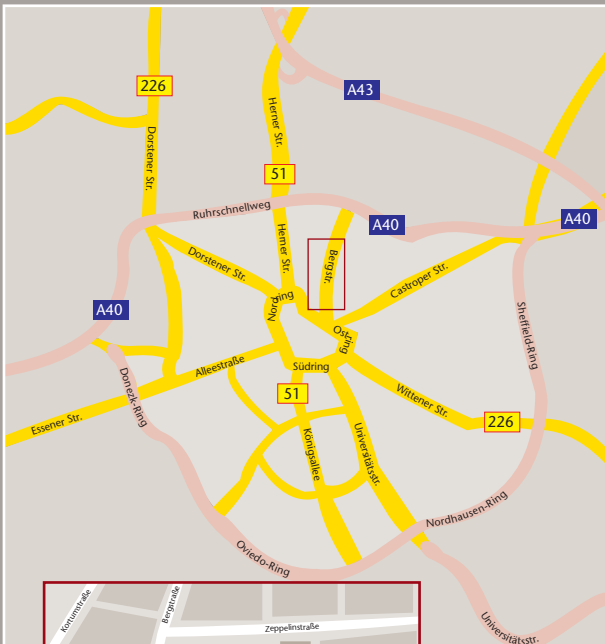 226
A43
Herner Str.
Dorstener Str.
51
Ruhrschnellweg
A40
A40
Herner Str.
Bergstr.
Dorstener Str.
Castroper Str.
Nordring
A40
Sheffield-Ring
Ostring
Südring
Alleestraße
Donezk-Ring
51
Wittener Str.
Essener Str.
226
Königsallee
Universitätsstr.
Nordhausen-Ring
Oviedo-Ring
Kortumstraße
Bergstraße
Zeppelinstraße
Universitätsstr.